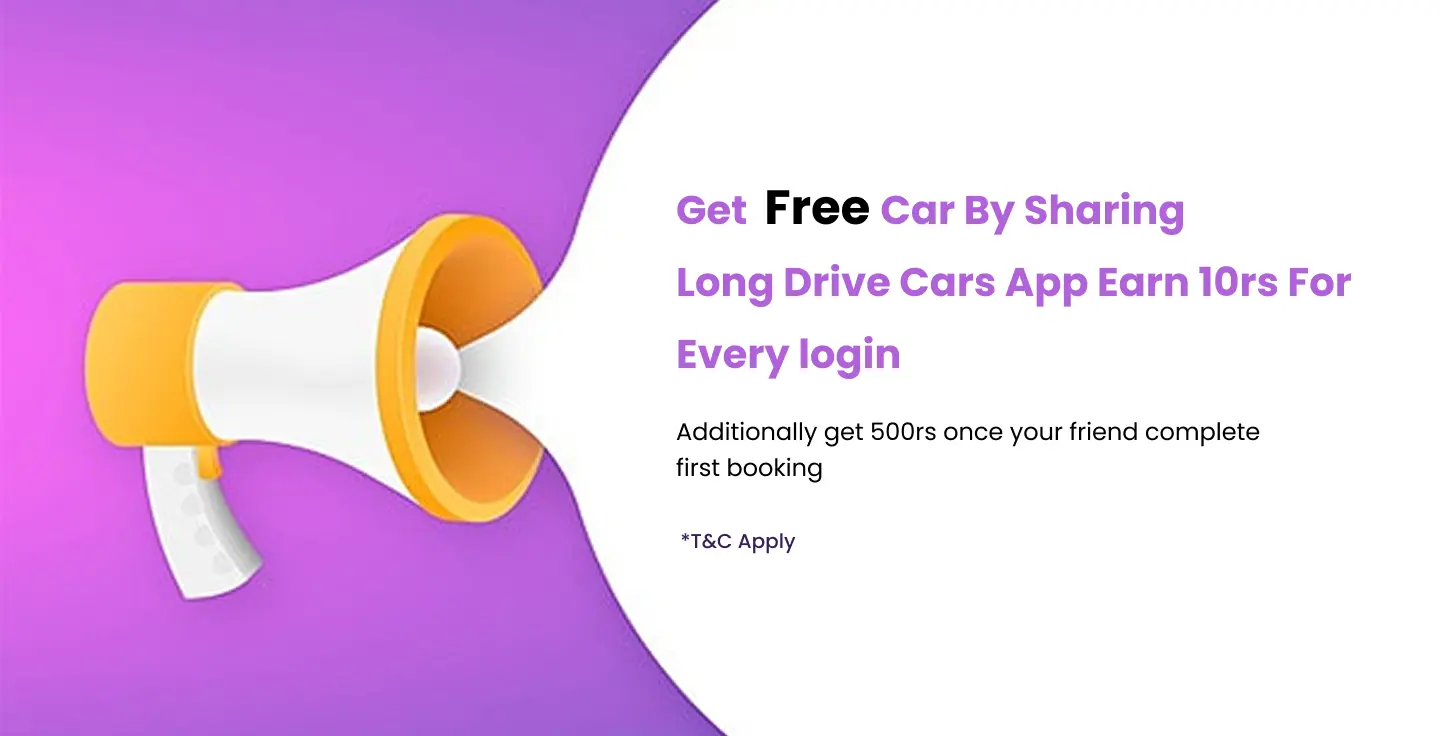 Get Free Car By Sharing
Long Drive Cars App Earn 10rs For
Every login
Additionally get 500rs once your friend complete
first booking
*T&C Apply